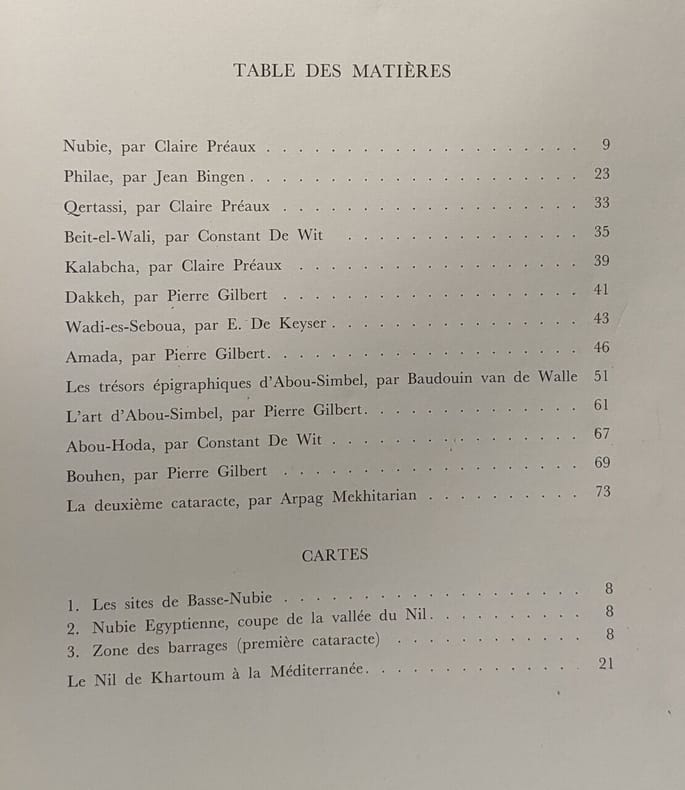 TABLE DES MATIÈRES
Nubie, par Claire Préaux . . . . . . . . . . . . . . . . . . . . 9
Philae, par Jean Bingen . . . . . . . . . . . . . . . . . . . . . 23
Qertassi, par Claire Préaux . . . . . . . . . . . . . . . . . . . 33
Beit-el-Wali, par Constant De Wit . . . . . . . . . . . . . . . 35
Kalabcha, par Claire Préaux . . . . . . . . . . . . . . . . . . 39
Dakkeh, par Pierre Gilbert . . . . . . . . . . . . . . . . . . . 41
Wadi-es-Seboua, par E. De Keyser . . . . . . . . . . . . . . . . 43
Amada, par Pierre Gilbert. . . . . . . . . . . . . . . . . . . . 46
Les trésors épigraphiques d'Abou-Simbel, par Baudouin van de Walle 51
L'art d'Abou-Simbel, par Pierre Gilbert. . . . . . . . . . . . . . 61
Abou-Hoda, par Constant De Wit . . . . . . . . . . . . . . . . 67
Bouhen, par Pierre Gilbert . . . . . . . . . . . . . . . . . . . 69
La deuxième cataracte, par Arpag Mekhitarian . . . . . . . . . . 73
CARTES
1. Les sites de Basse-Nubie . . . . . . . . . . . . . . . . . . . 8
2. Nubie Egyptienne, coupe de la vallée du Nil. . . . . . . . . . 8
3. Zone des barrages (première cataracte) . . . . . . . . . . . . 8
Le Nil de Khartoum à la Méditerranée. . . . . . . . . . . . . . 21